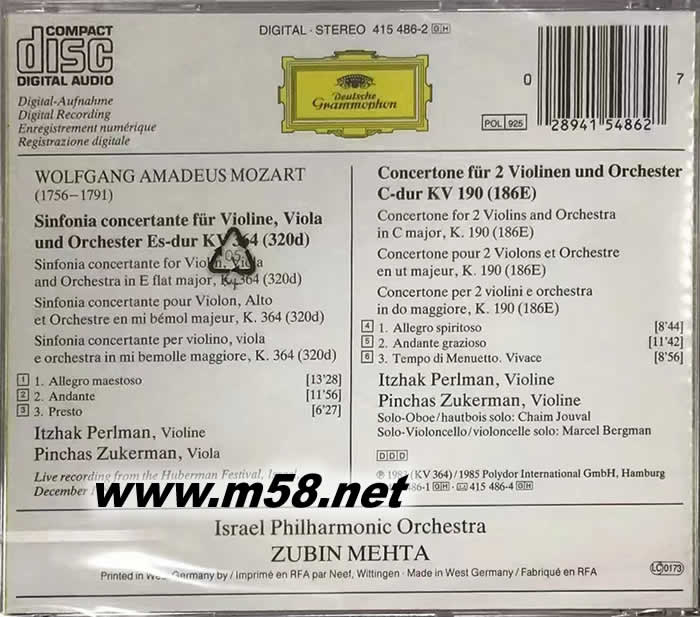 COMPACT
disc
DIGITAL AUDIO
DIGITAL · STEREO 415 486-2 GH
Deutsche
Grammophon
POL 925
0 28941 54862 7
Digital-Aufnahme
Digital Recording
Enregistrement numérique
Registrazione digitale
WOLFGANG AMADEUS MOZART
(1756–1791)
Sinfonia concertante für Violine, Viola
und Orchester Es-dur KV 364 (320d)
Sinfonia concertante for Violin, Viola
and Orchestra in E flat major, K. 364 (320d)
Sinfonia concertante pour Violon, Alto
et Orchestre en mi bémol majeur, K. 364 (320d)
Sinfonia concertante per violino, viola
e orchestra in mi bemolle maggiore, K. 364 (320d)
1 1. Allegro maestoso [13'28]
2 2. Andante [11'56]
3 3. Presto [6'27]
Itzhak Perlman, Violine
Pinchas Zukerman, Viola
Live recording from the Huberman Festival,
December
Concertone für 2 Violinen und Orchester
C-dur KV 190 (186E)
Concertone for 2 Violins and Orchestra
in C major, K. 190 (186E)
Concertone pour 2 Violons et Orchestre
en ut majeur, K. 190 (186E)
Concertone per 2 violini e orchestra
in do maggiore, K. 190 (186E)
4 1. Allegro spiritoso [8'44]
5 2. Andante grazioso [11'42]
6 3. Tempo di Menuetto. Vivace [8'56]
Itzhak Perlman, Violine
Pinchas Zukerman, Violine
Solo-Oboe/hautbois solo: Chaim Jouval
Solo-Violoncello/violoncelle solo: Marcel Bergman
DDD
℗ (KV 364)/1985 Polydor International GmbH, Hamburg
486-1 GH · 415 486-4 GH
www.m58.net
Israel Philharmonic Orchestra
ZUBIN MEHTA
Printed in West Germany by / Imprimé en RFA par Neef, Wittingen · Made in West Germany / Fabriqué en RFA
LC 0173